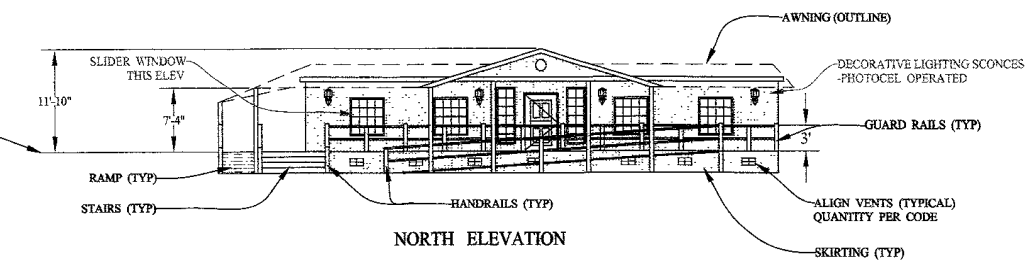 AWNING (OUTLINE)
SLIDER WINDOW
THIS ELEV
DECORATIVE LIGHTING SCONCES
-PHOTOCEL OPERATED
11'-10"
7'-4"
GUARD RAILS (TYP)
3'
RAMP (TYP)
STAIRS (TYP)
HANDRAILS (TYP)
ALIGN VENTS (TYPICAL)
QUANTITY PER CODE
NORTH ELEVATION
SKIRTING (TYP)